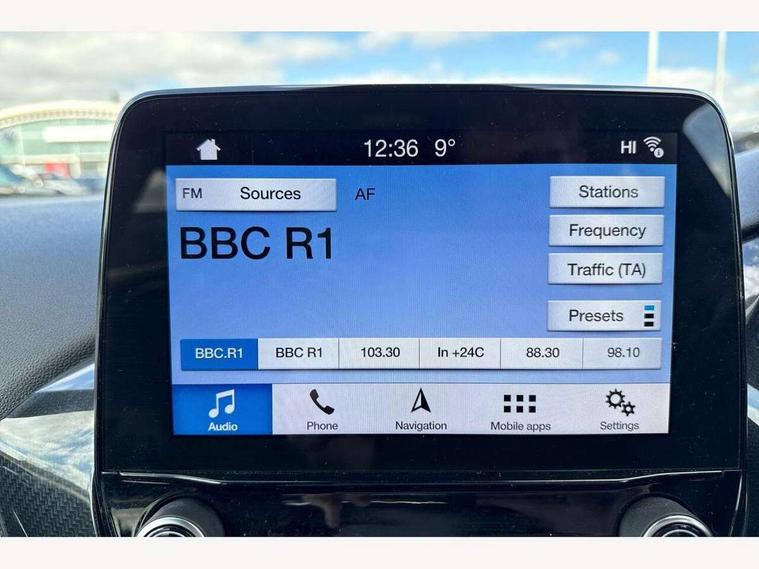 12:36 9° HI
FM Sources AF Stations
BBC R1
Frequency
Traffic (TA)
Presets
BBC.R1 BBC R1 103.30 In +24C 88.30 98.10
Audio Phone Navigation Mobile apps Settings